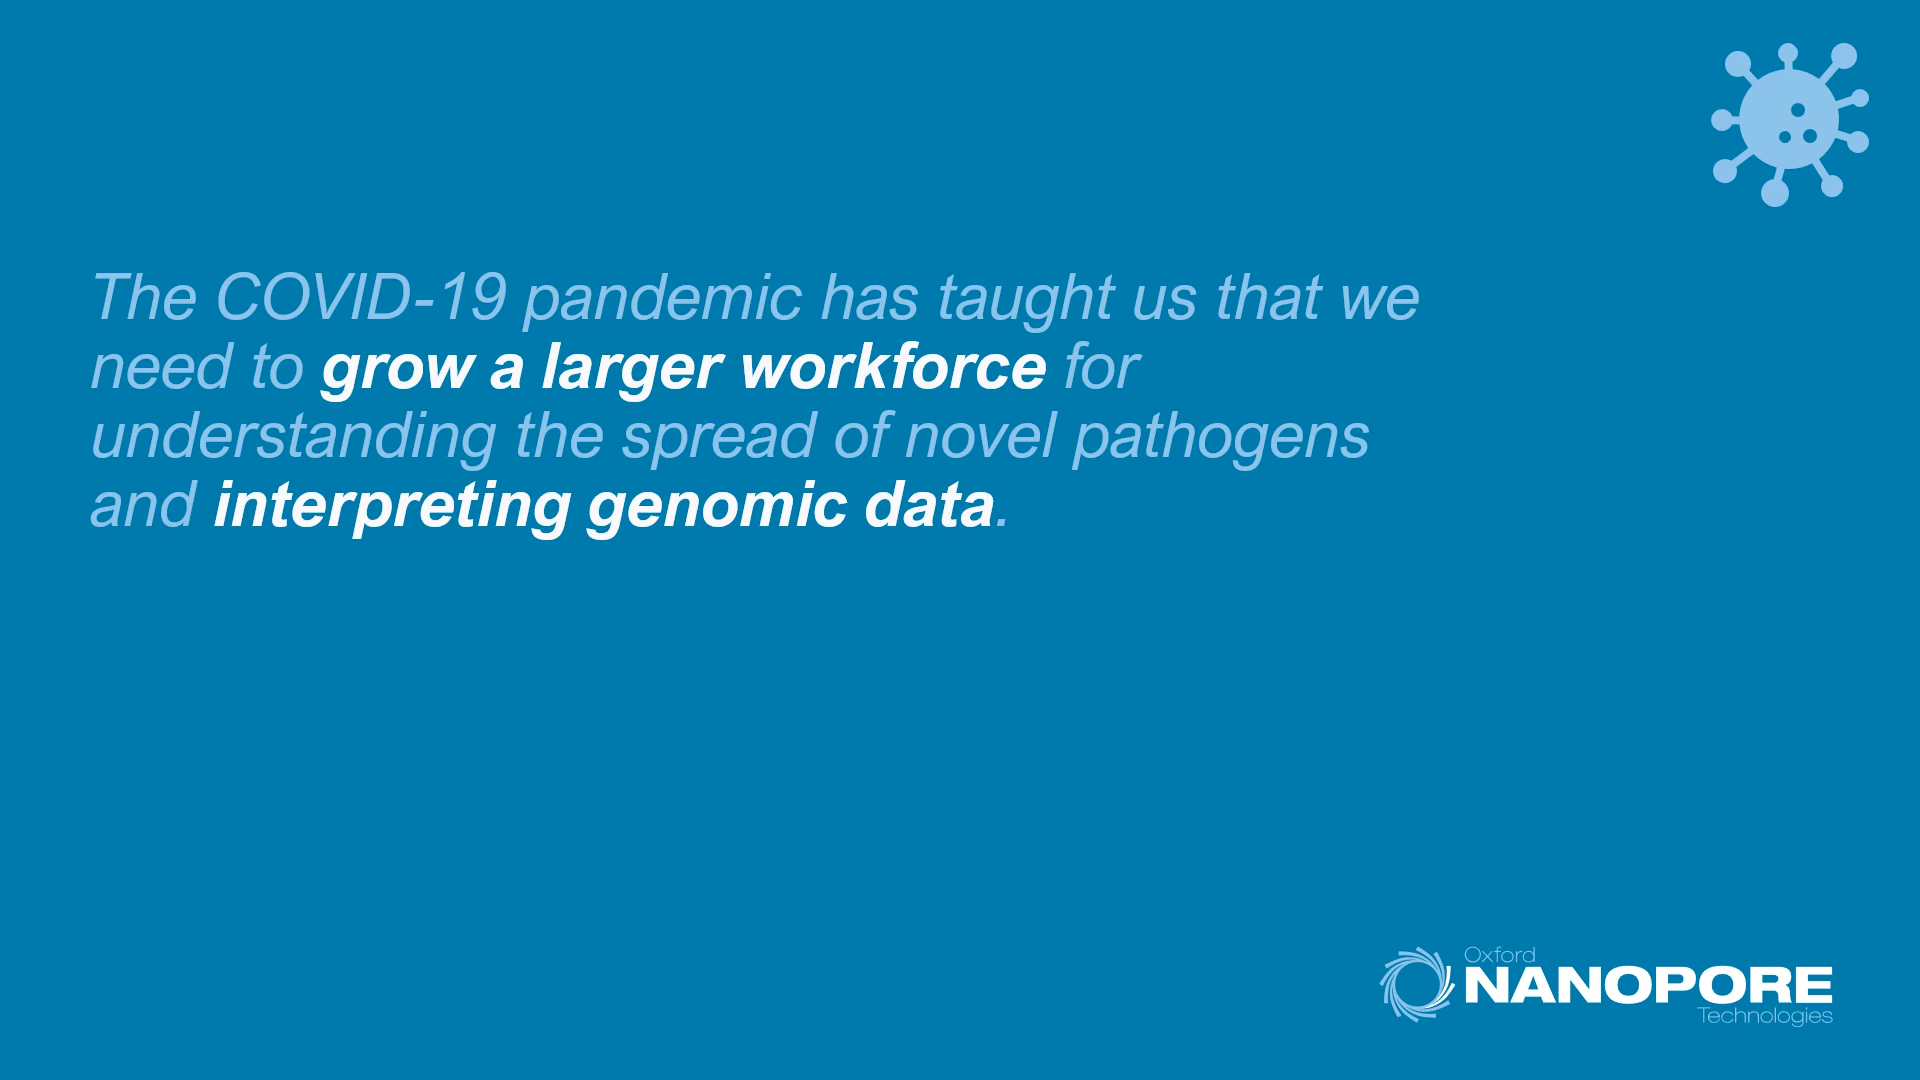 The COVID-19 pandemic has taught us that we
need to grow a larger workforce for
understanding the spread of novel pathogens
and interpreting genomic data.
Oxford
NANOPORE
Technologies